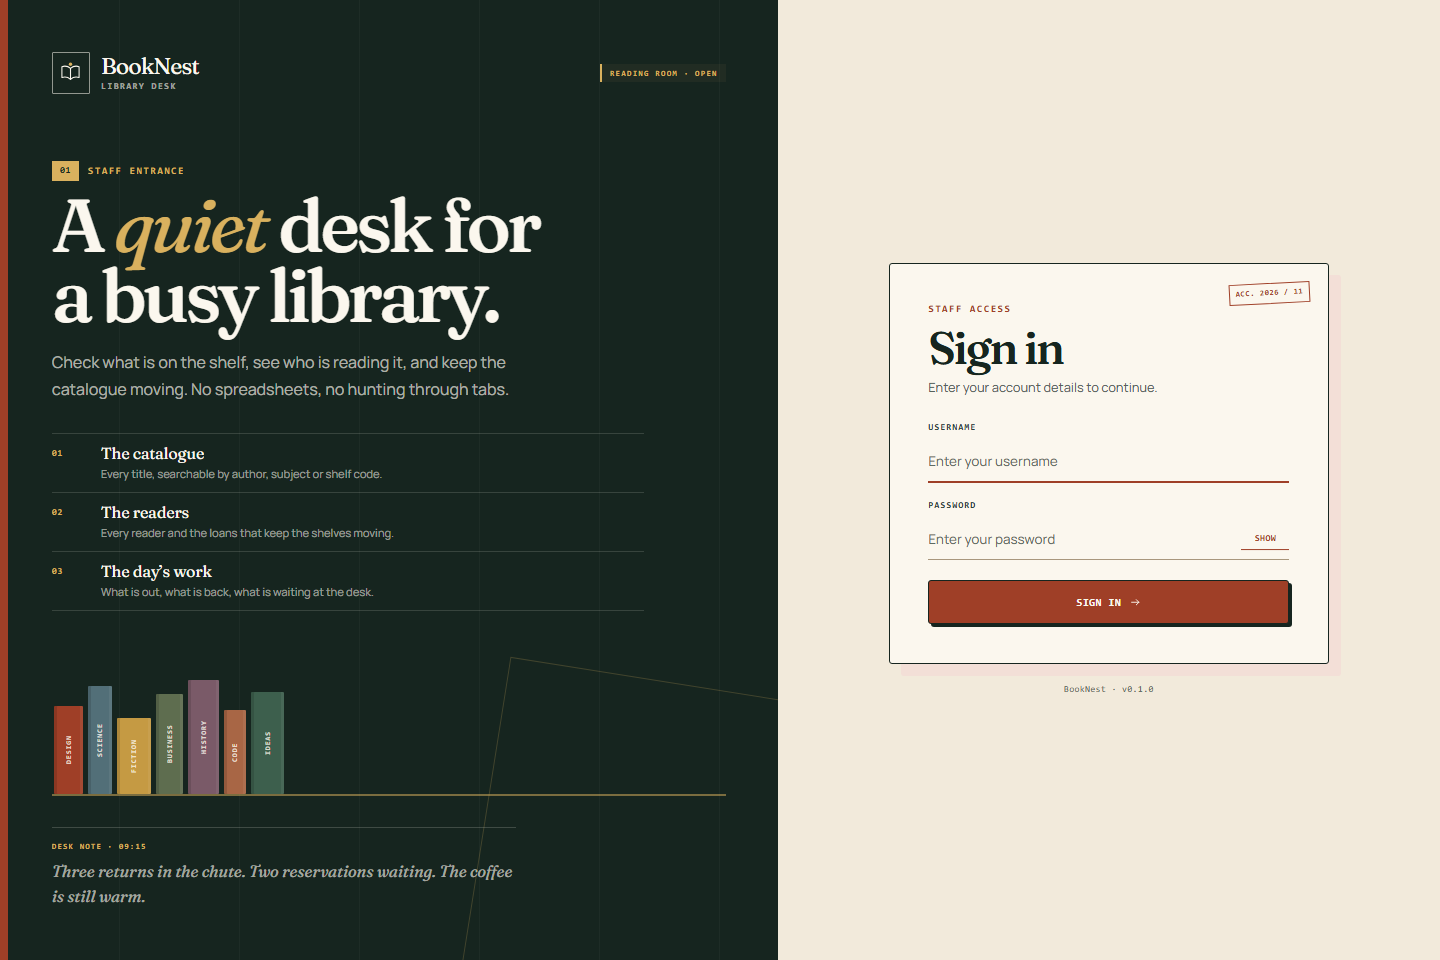 BookNest
LIBRARY DESK
READING ROOM · OPEN
01 STAFF ENTRANCE
A quiet desk for
a busy library.
Check what is on the shelf, see who is reading it, and keep the
catalogue moving. No spreadsheets, no hunting through tabs.
01 The catalogue
Every title, searchable by author, subject or shelf code.
02 The readers
Every reader and the loans that keep the shelves moving.
03 The day’s work
What is out, what is back, what is waiting at the desk.
DESIGN
SCIENCE
FICTION
BUSINESS
HISTORY
CODE
IDEAS
DESK NOTE · 09:15
Three returns in the chute. Two reservations waiting. The coffee
is still warm.
ACC. 2026 / 11
STAFF ACCESS
Sign in
Enter your account details to continue.
USERNAME
Enter your username
PASSWORD
Enter your password
SHOW
SIGN IN →
BookNest · v0.1.0